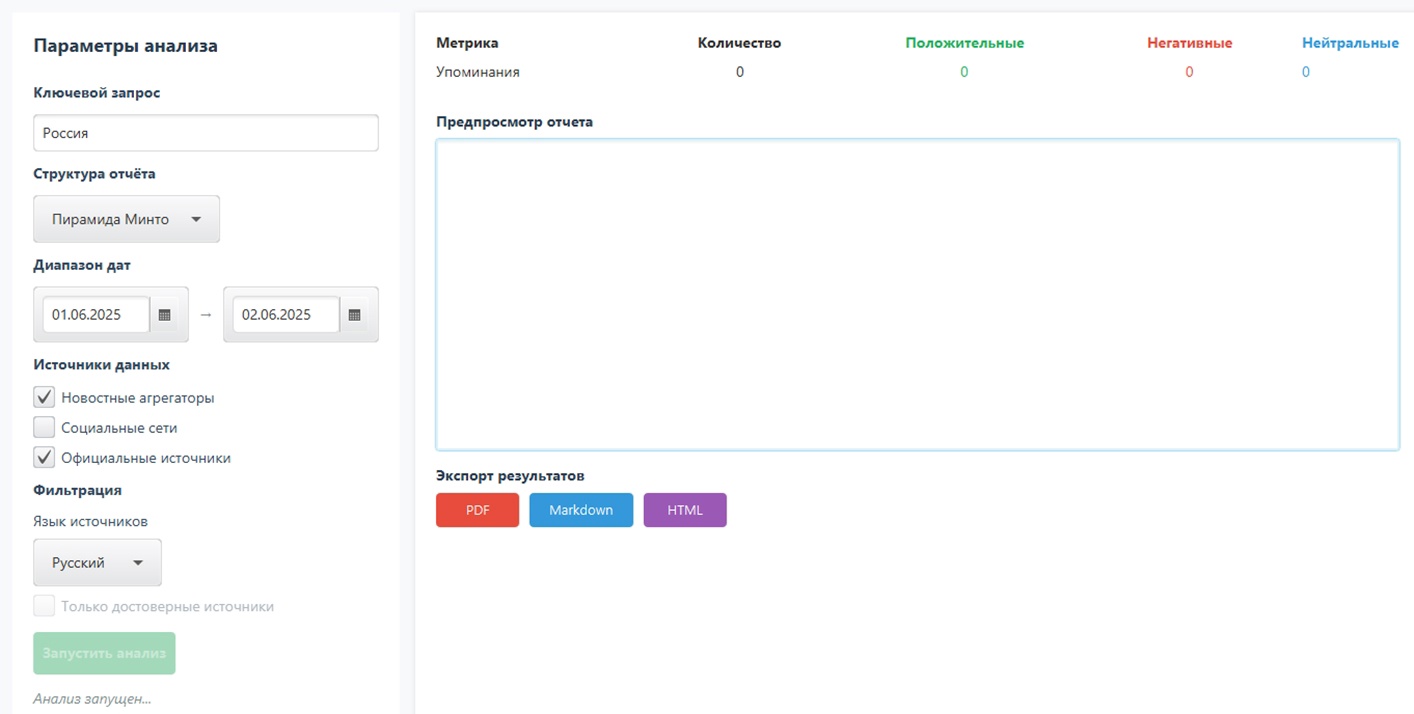 Параметры анализа
Ключевой запрос
Россия
Структура отчёта
Пирамида Минто
Диапазон дат
01.06.2025 → 02.06.2025
Источники данных
Новостные агрегаторы
Социальные сети
Официальные источники
Фильтрация
Язык источников
Русский
Только достоверные источники
Запустить анализ
Анализ запущен...
Метрика Количество Положительные Негативные Нейтральные
Упоминания 0 0 0 0
Предпросмотр отчета
Экспорт результатов
PDF Markdown HTML